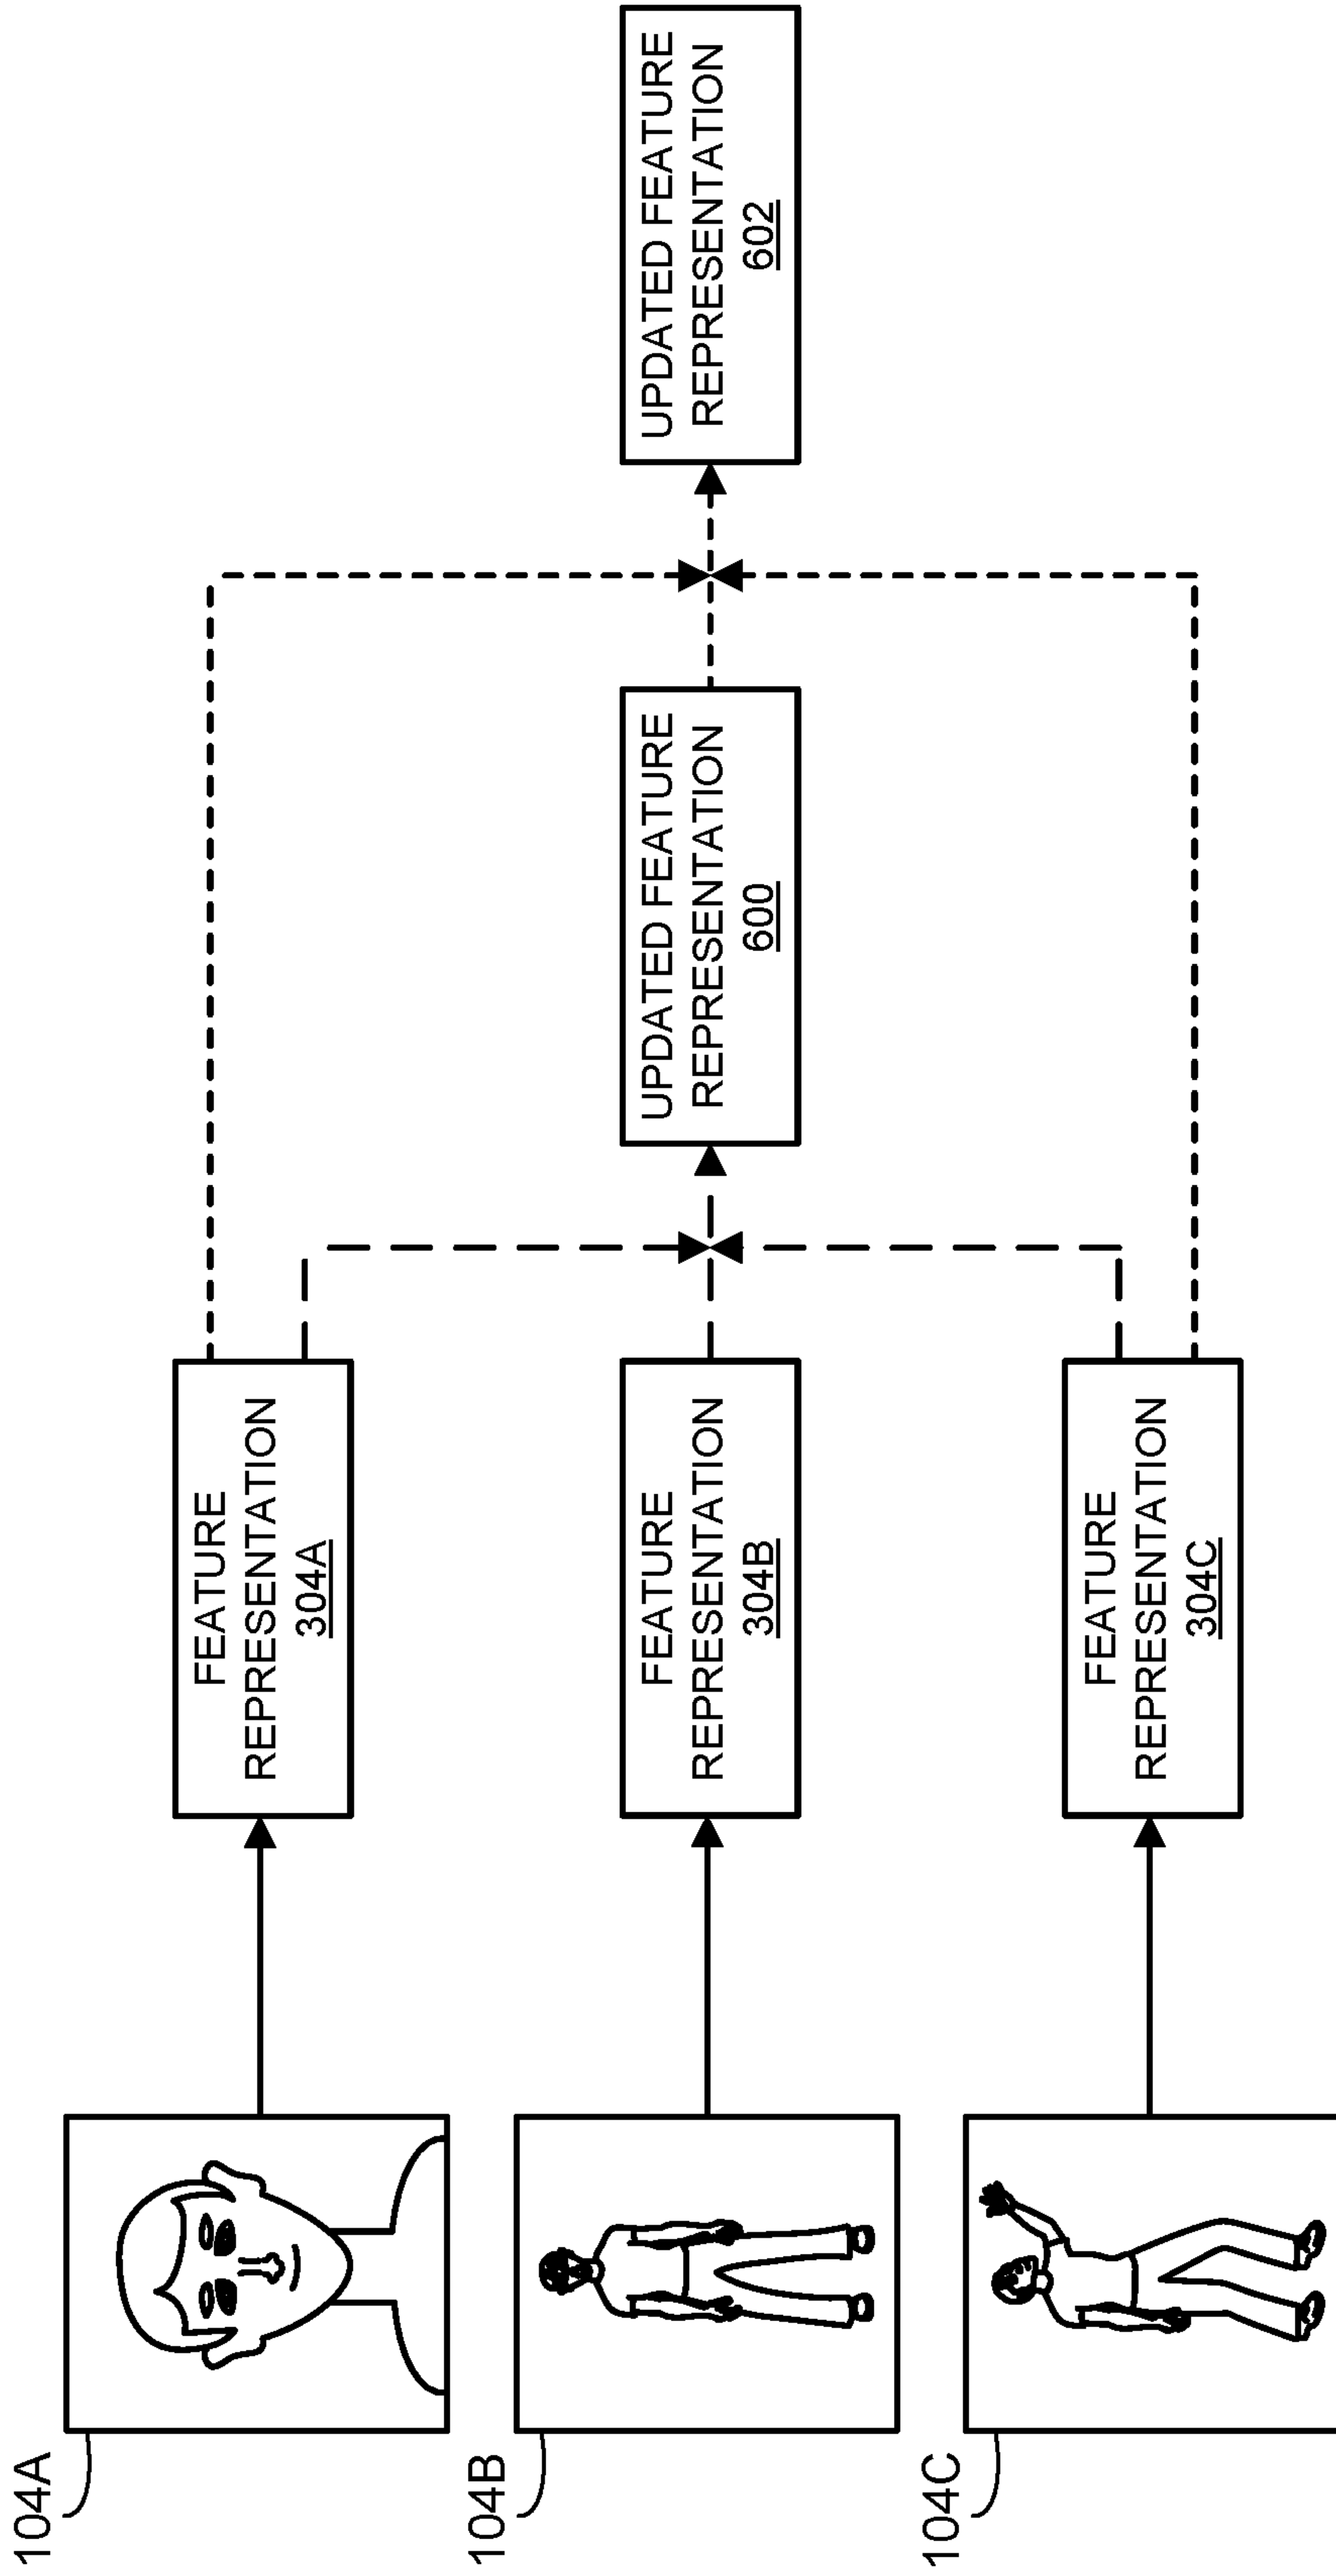 104A
FEATURE
REPRESENTATION
304A
104B
FEATURE
REPRESENTATION
304B
UPDATED FEATURE
REPRESENTATION
600
UPDATED FEATURE
REPRESENTATION
602
104C
FEATURE
REPRESENTATION
304C